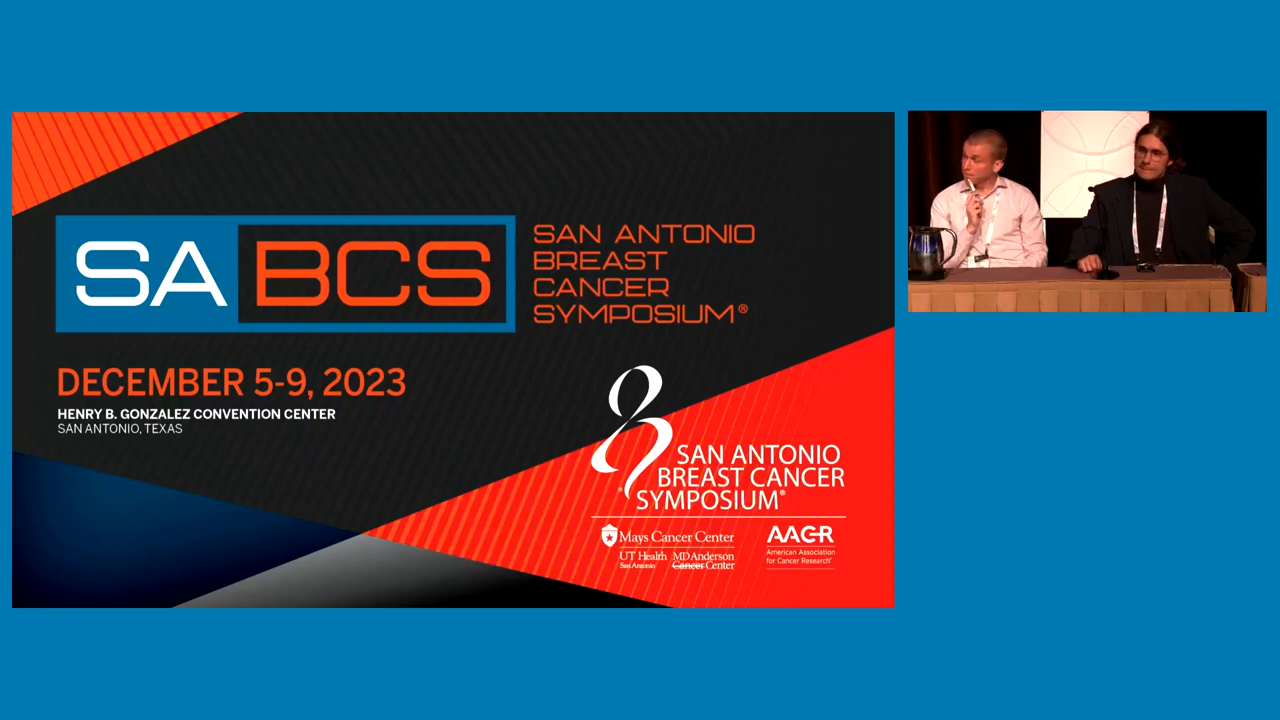 SA BCS
SAN ANTONIO
BREAST
CANCER
SYMPOSIUM®
DECEMBER 5-9, 2023
HENRY B. GONZALEZ CONVENTION CENTER
SAN ANTONIO, TEXAS
SAN ANTONIO
BREAST CANCER
SYMPOSIUM®
Mays Cancer Center
UT Health
San Antonio
MD Anderson
Cancer Center
AACR
American Association
for Cancer Research®